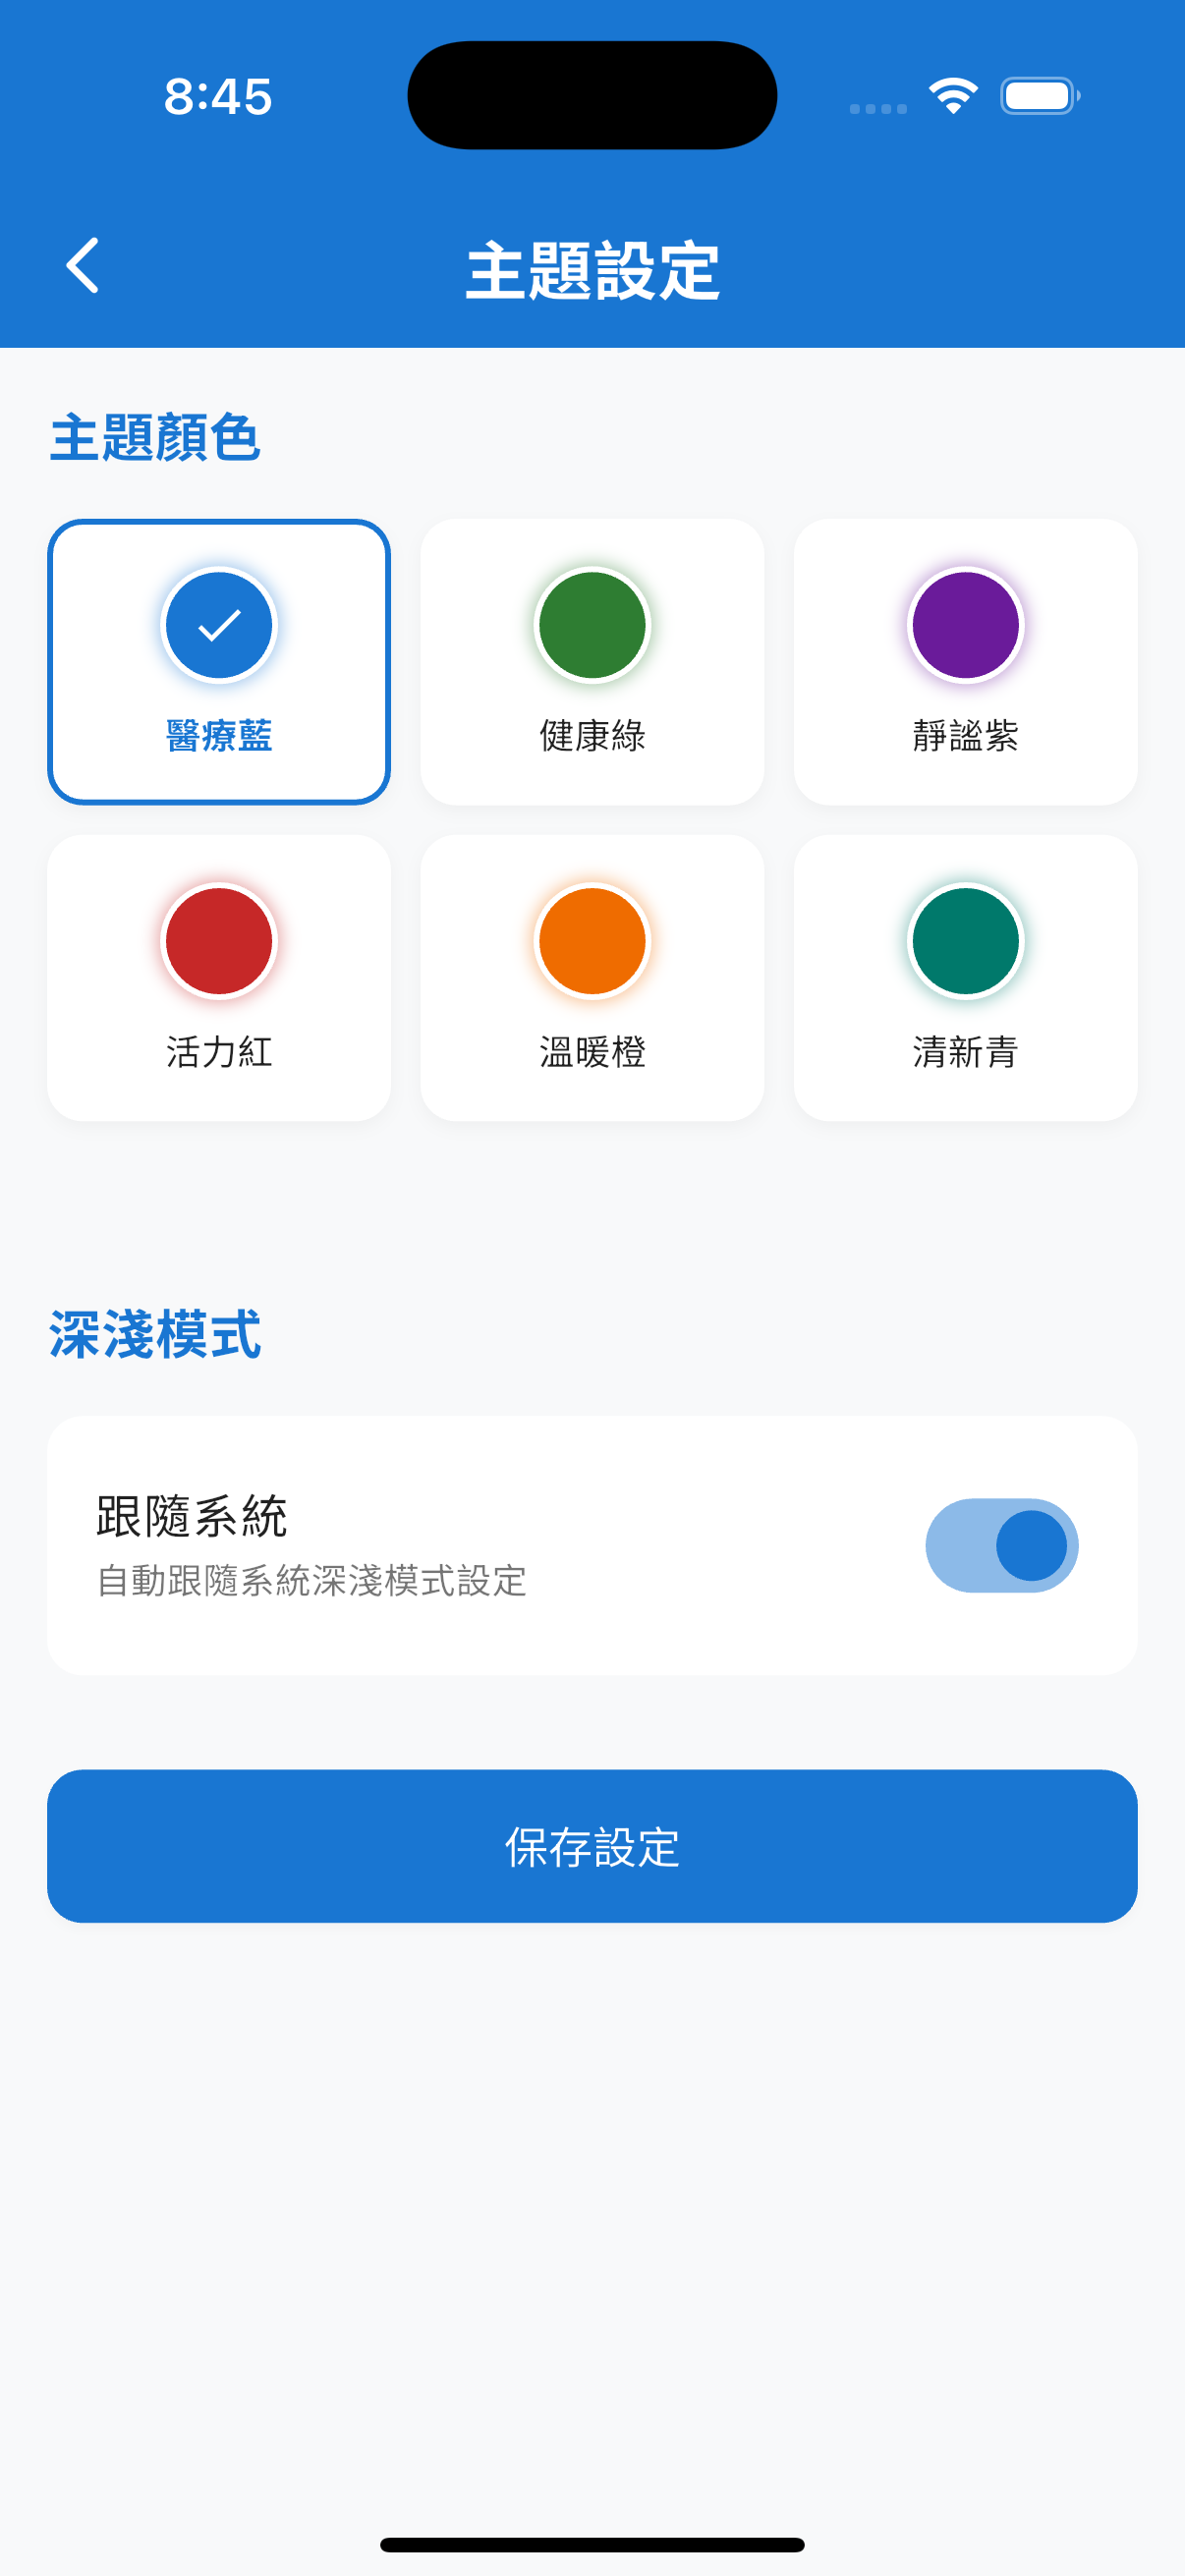 8:45
主題設定
主題顏色
醫療藍
健康綠
靜謐紫
活力紅
溫暖橙
清新青
深淺模式
跟隨系統
自動跟隨系統深淺模式設定
保存設定